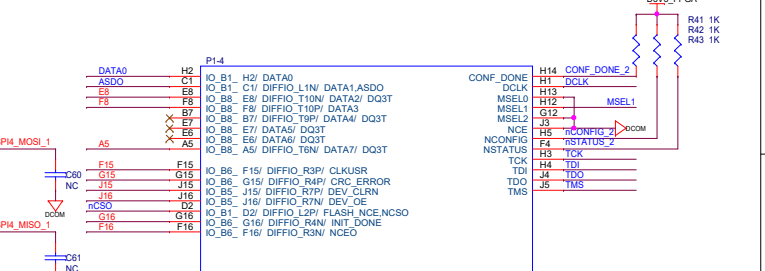 R41 1K
R42 1K
R43 1K
P1-4
DATA0 H2 IO_B1_ H2/ DATA0 CONF_DONE H14 CONF_DONE_2
ASDO C1 IO_B1_ C1/ DIFFIO_L1N/ DATA1,ASDO DCLK H1 DCLK
E8 E8 IO_B8_ E8/ DIFFIO_T10N/ DATA2/ DQ3T MSEL0 H13
F8 F8 IO_B8_ F8/ DIFFIO_T10P/ DATA3 MSEL1 H12 MSEL1
B7 IO_B8_ B7/ DIFFIO_T9P/ DATA4/ DQ3T MSEL2 G12
E7 IO_B8_ E7/ DATA5/ DQ3T NCE J3 DCOM
E6 IO_B8_ E6/ DATA6/ DQ3T NCONFIG H5 nCONFIG_2
A5 A5 IO_B8_ A5/ DIFFIO_T6N/ DATA7/ DQ3T NSTATUS F4 nSTATUS_2
TCK H3 TCK
F15 F15 IO_B6_ F15/ DIFFIO_R3P/ CLKUSR TDI H4 TDI
G15 G15 IO_B6_ G15/ DIFFIO_R4P/ CRC_ERROR TDO J4 TDO
J15 J15 IO_B5_ J15/ DIFFIO_R7P/ DEV_CLRN TMS J5 TMS
J16 J16 IO_B5_ J16/ DIFFIO_R7N/ DEV_OE
nCSO D2 IO_B1_ D2/ DIFFIO_L2P/ FLASH_NCE,NCSO
G16 G16 IO_B6_ G16/ DIFFIO_R4N/ INIT_DONE
F16 F16 IO_B6_ F16/ DIFFIO_R3N/ NCEO
PI4_MOSI_1
C60
NC
DCOM
PI4_MISO_1
C61
NC